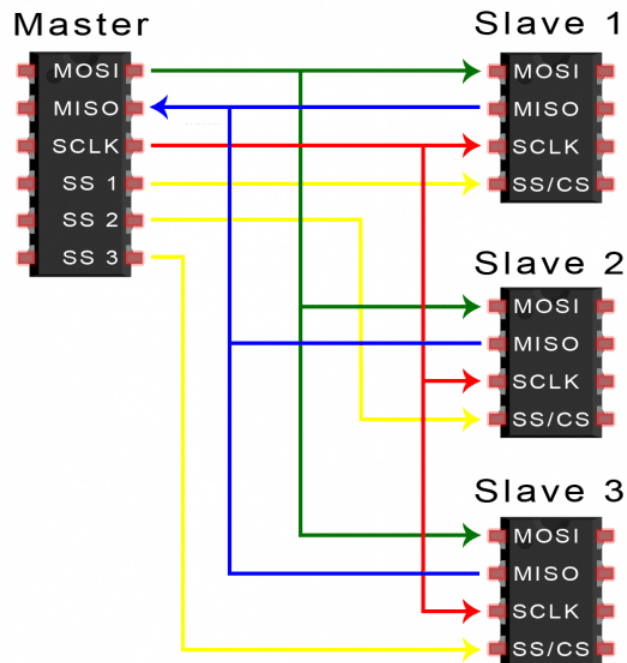 Master
MOSI
MISO
SCLK
SS 1
SS 2
SS 3
Slave 1
MOSI
MISO
SCLK
SS/CS
Slave 2
MOSI
MISO
SCLK
SS/CS
Slave 3
MOSI
MISO
SCLK
SS/CS